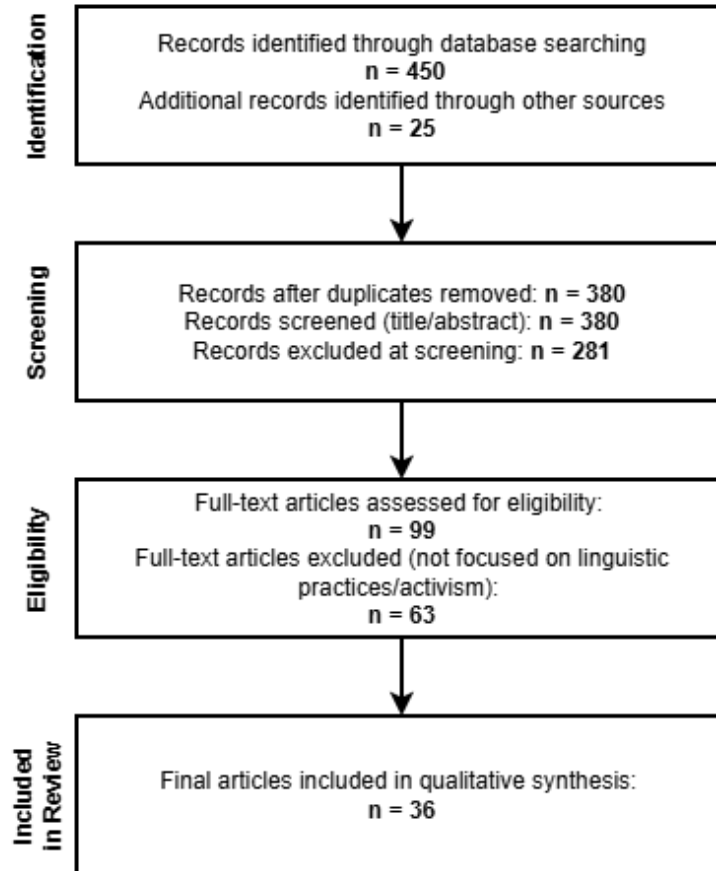 Identification
Records identified through database searching
n = 450
Additional records identified through other sources
n = 25
Screening
Records after duplicates removed: n = 380
Records screened (title/abstract): n = 380
Records excluded at screening: n = 281
Eligibility
Full-text articles assessed for eligibility:
n = 99
Full-text articles excluded (not focused on linguistic
practices/activism):
n = 63
Included
in Review
Final articles included in qualitative synthesis:
n = 36